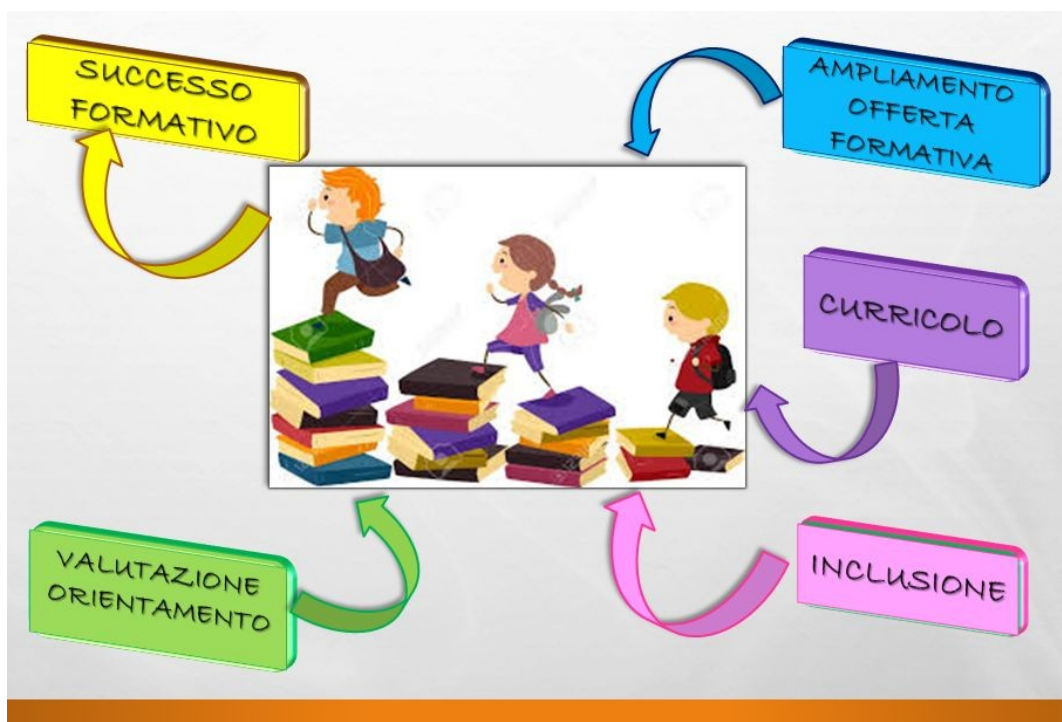 SUCCESSO
FORMATIVO
AMPLIAMENTO
OFFERTA
FORMATIVA
CURRICOLO
VALUTAZIONE
ORIENTAMENTO
INCLUSIONE